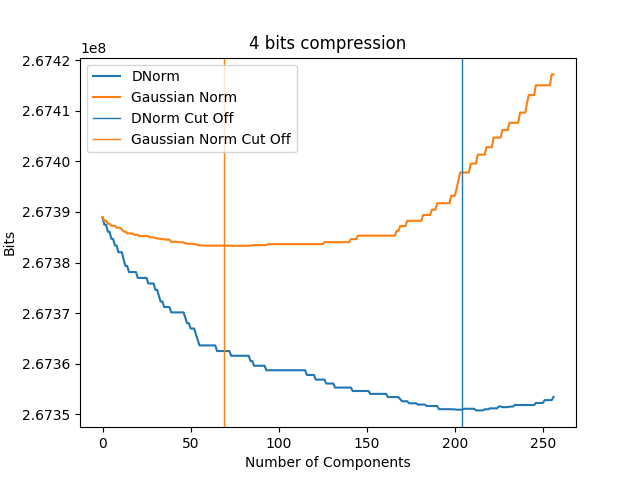 4 bits compression
1e8
2.6742
2.6741
2.6740
2.6739
2.6738
2.6737
2.6736
2.6735
Bits
DNorm
Gaussian Norm
DNorm Cut Off
Gaussian Norm Cut Off
0 50 100 150 200 250
Number of Components